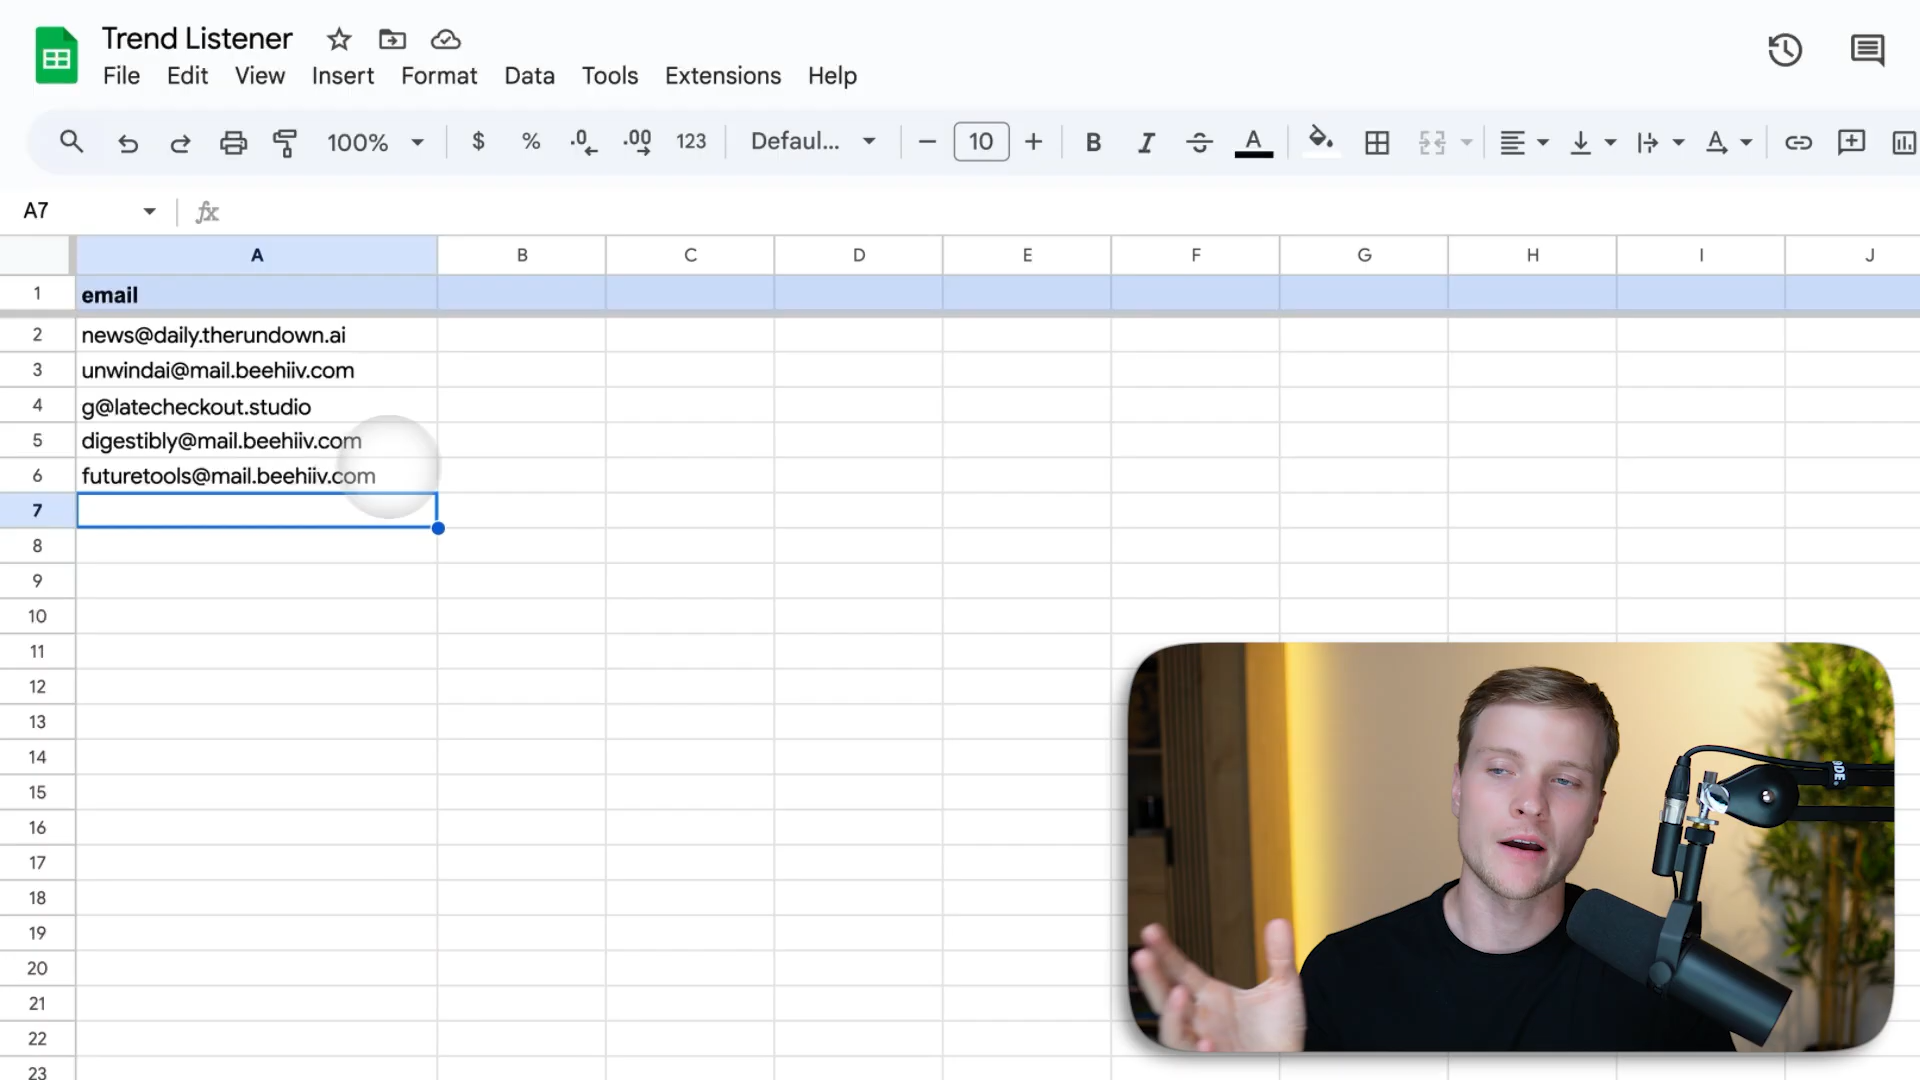 Trend Listener
File Edit View Insert Format Data Tools Extensions Help
100% $ % .0 .00 123 Defaul... 10 B I S A A
A7 fx
A B C D E F G H I J
1 email
2 news@daily.therundown.ai
3 unwindai@mail.beehiiv.com
4 g@latecheckout.studio
5 digestibly@mail.beehiiv.com
6 futuretools@mail.beehiiv.com
7
8
9
10
11
12
13
14
15
16
17
18
19
20
21
22
23